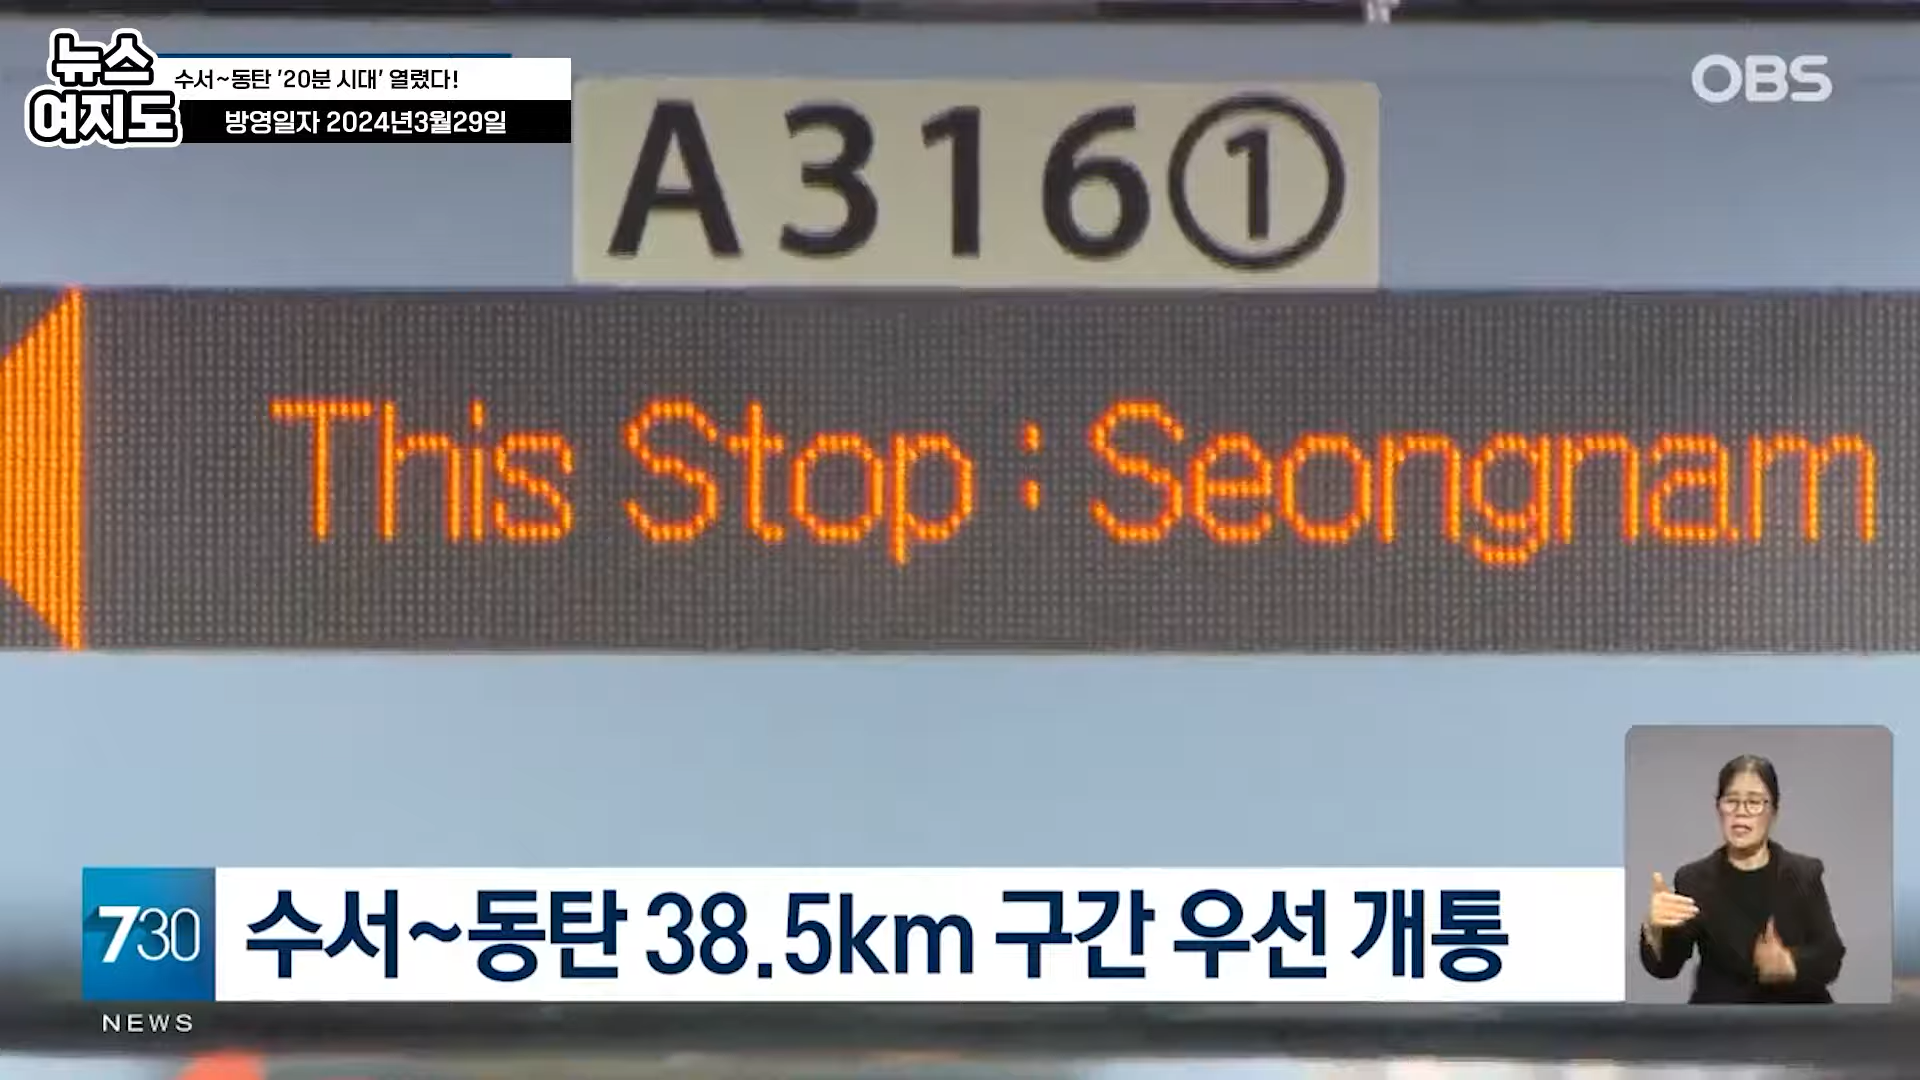 뉴스
여지도
수서~동탄 '20분 시대' 열렸다!
방영일자 2024년3월29일
OBS
A316①
This Stop : Seongnam
730
수서~동탄 38.5km 구간 우선 개통
NEWS